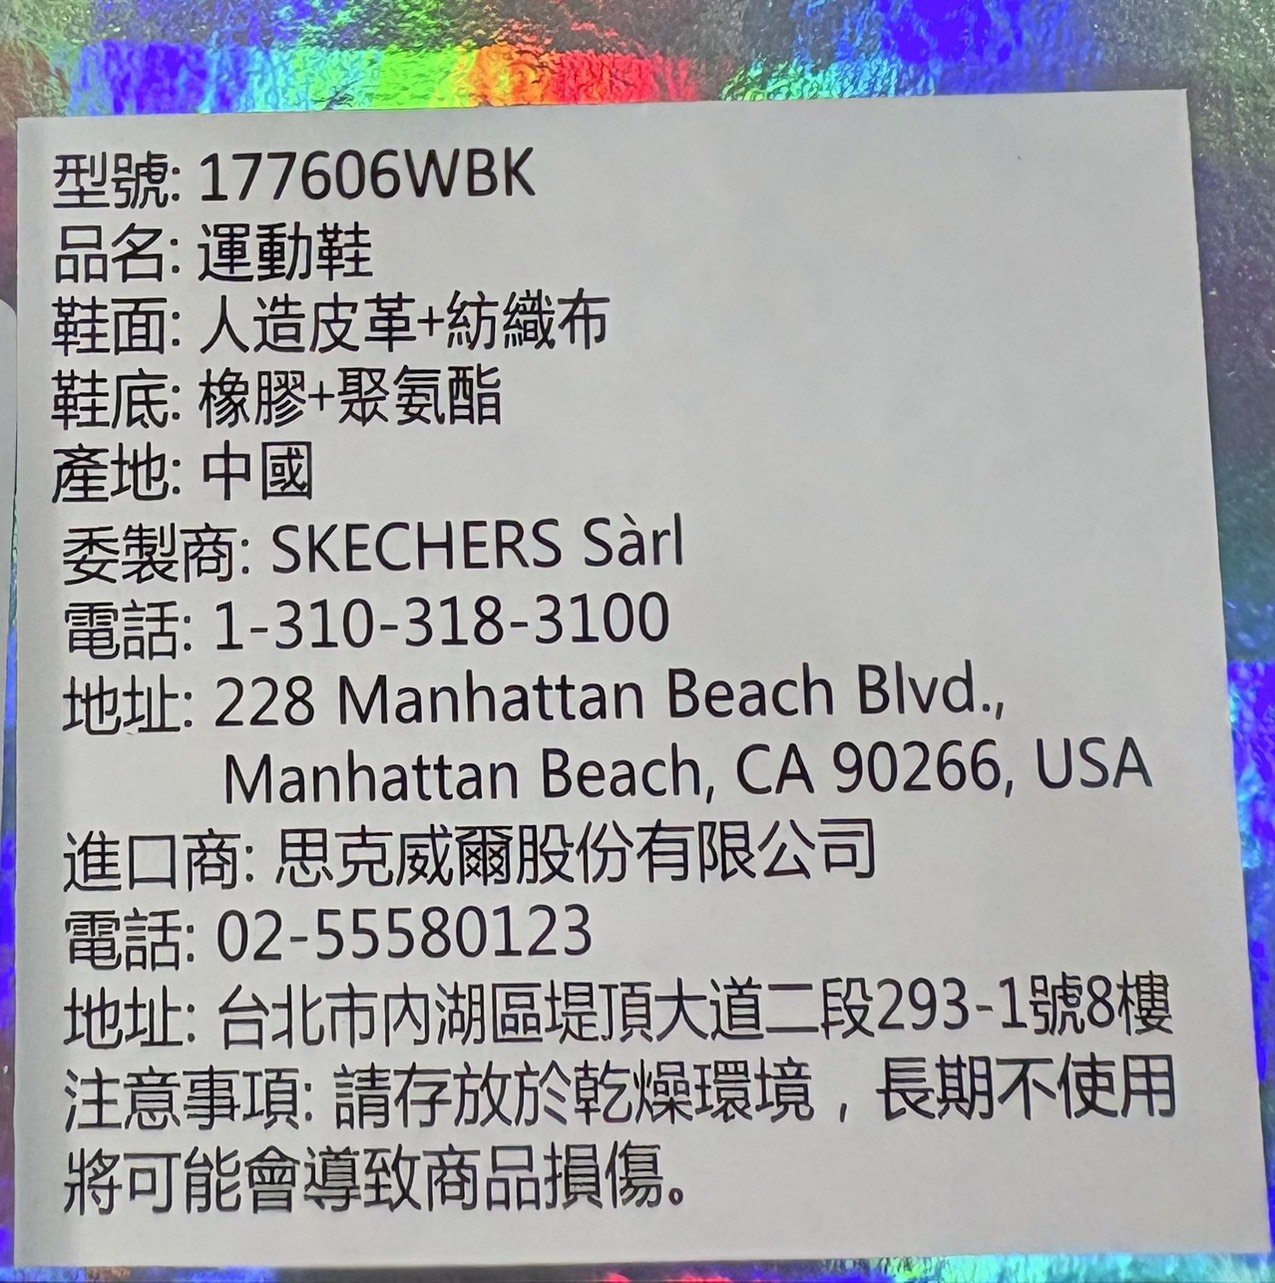 型號: 177606WBK
品名: 運動鞋
鞋面: 人造皮革+紡織布
鞋底: 橡膠+聚氨酯
產地: 中國
委製商: SKECHERS Sàrl
電話: 1-310-318-3100
地址: 228 Manhattan Beach Blvd.,
Manhattan Beach, CA 90266, USA
進口商: 思克威爾股份有限公司
電話: 02-55580123
地址: 台北市內湖區堤頂大道二段293-1號8樓
注意事項: 請存放於乾燥環境，長期不使用
將可能會導致商品損傷。